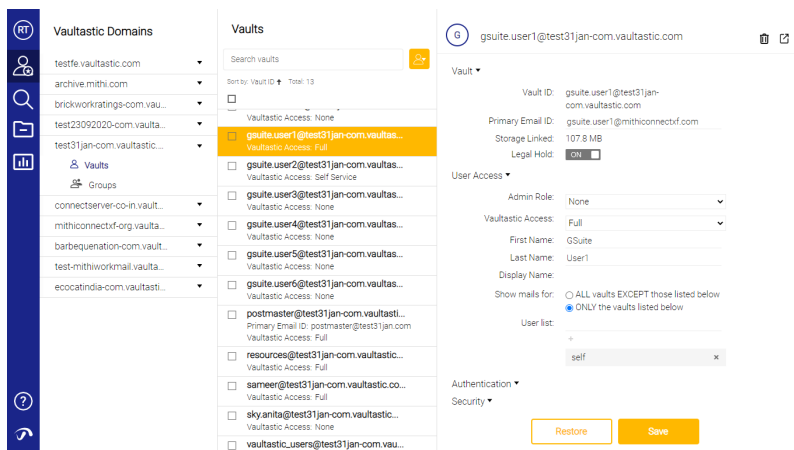 RT
Vaultastic Domains
testfe.vaultastic.com
archive.mithi.com
brickworkratings-com.vau...
test23092020-com.vaulta...
test31jan-com.vaultastic....
Vaults
Groups
connectserver-co-in.vault...
mithiconnectxf-org.vaulta...
barbequenation-com.vault...
test-mithiworkmail.vaulta...
ecocatindia-com.vaultasti...
Vaults
Search vaults
Sort by: Vault ID Total: 13
Vaultastic Access: None
gsuite.user1@test31jan-com.vaultas...
Vaultastic Access: Full
gsuite.user2@test31jan-com.vaultas...
Vaultastic Access: Self Service
gsuite.user3@test31jan-com.vaultas...
Vaultastic Access: None
gsuite.user4@test31jan-com.vaultas...
Vaultastic Access: None
gsuite.user5@test31jan-com.vaultas...
Vaultastic Access: None
gsuite.user6@test31jan-com.vaultas...
Vaultastic Access: None
postmaster@test31jan-com.vaultasti...
Primary Email ID: postmaster@test31jan.com
Vaultastic Access: Full
resources@test31jan-com.vaultastic...
Vaultastic Access: Full
sameer@test31jan-com.vaultastic.co...
Vaultastic Access: Full
sky.anita@test31jan-com.vaultastic...
Vaultastic Access: None
vaultastic_users@test31jan-com.vau...
G
gsuite.user1@test31jan-com.vaultastic.com
Vault
Vault ID: gsuite.user1@test31jan-
com.vaultastic.com
Primary Email ID: gsuite.user1@mithiconnectxf.com
Storage Linked: 107.8 MB
Legal Hold: ON
User Access
Admin Role: None
Vaultastic Access: Full
First Name: GSuite
Last Name: User1
Display Name:
Show mails for: ALL vaults EXCEPT those listed below
ONLY the vaults listed below
User list:
+
self ×
Authentication
Security
Restore Save